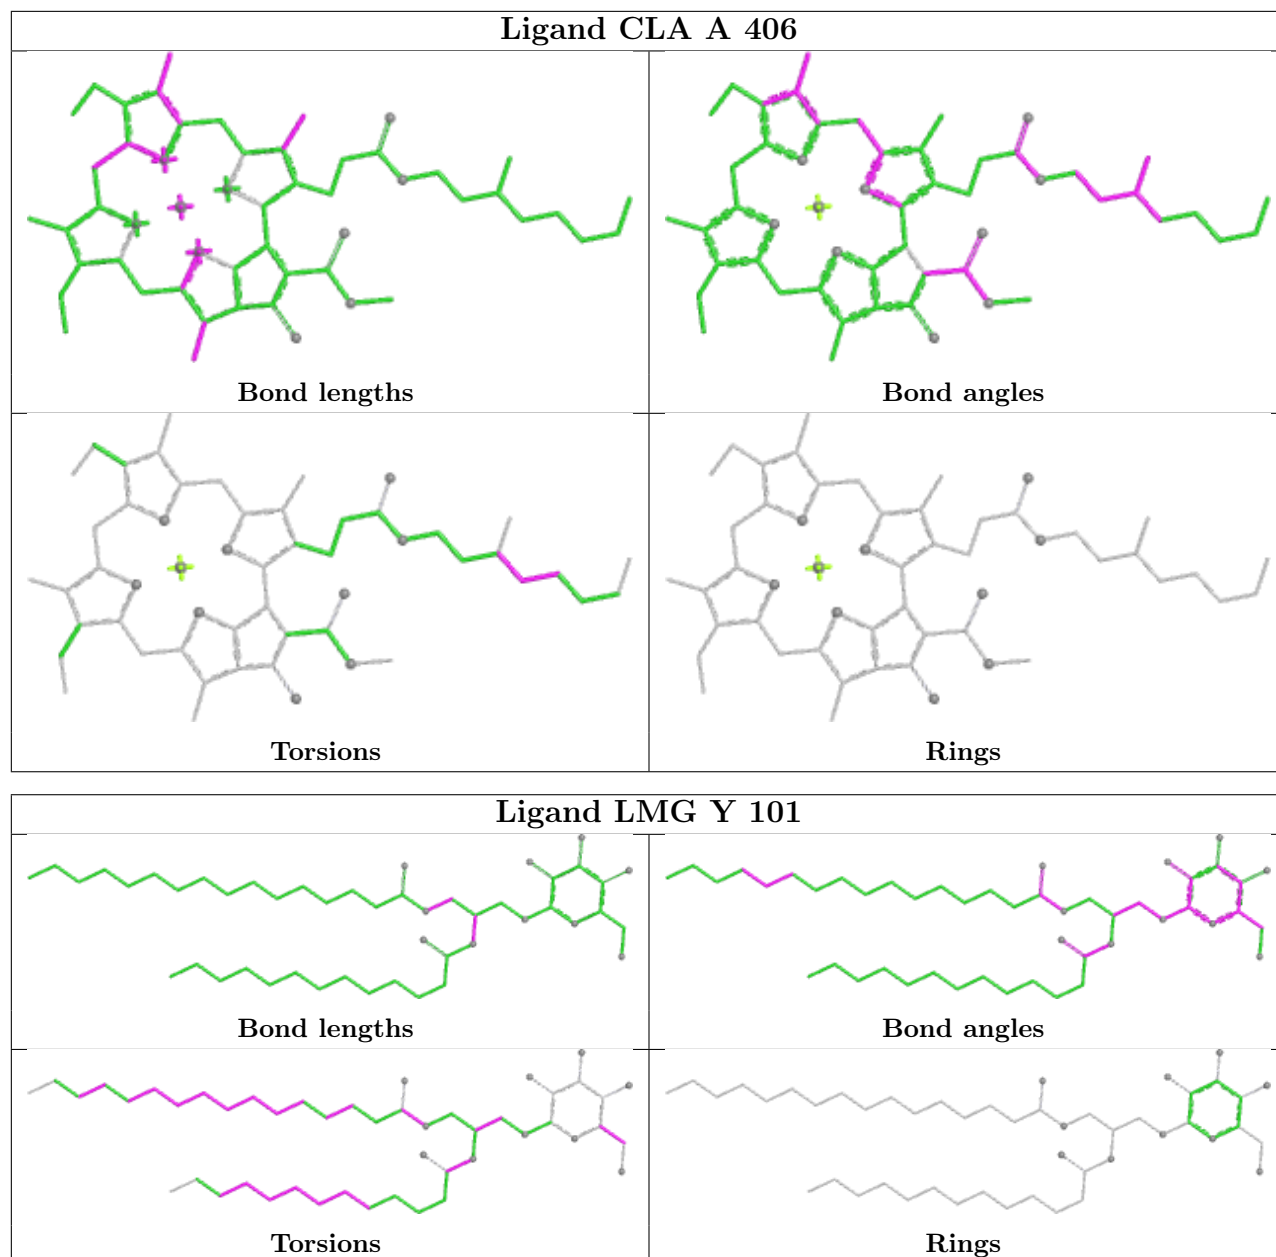 Ligand CLA A 406
Bond lengths
Bond angles
Torsions
Rings
Ligand LMG Y 101
Bond lengths
Bond angles
Torsions
Rings